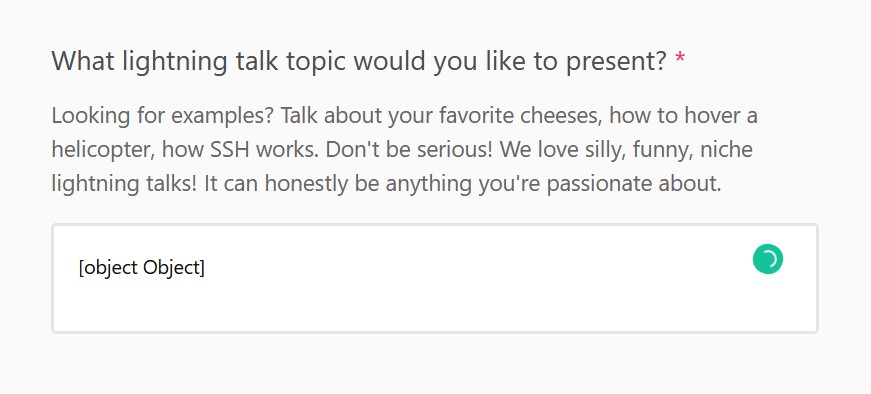 What lightning talk topic would you like to present? *
Looking for examples? Talk about your favorite cheeses, how to hover a
helicopter, how SSH works. Don't be serious! We love silly, funny, niche
lightning talks! It can honestly be anything you're passionate about.
[object Object]